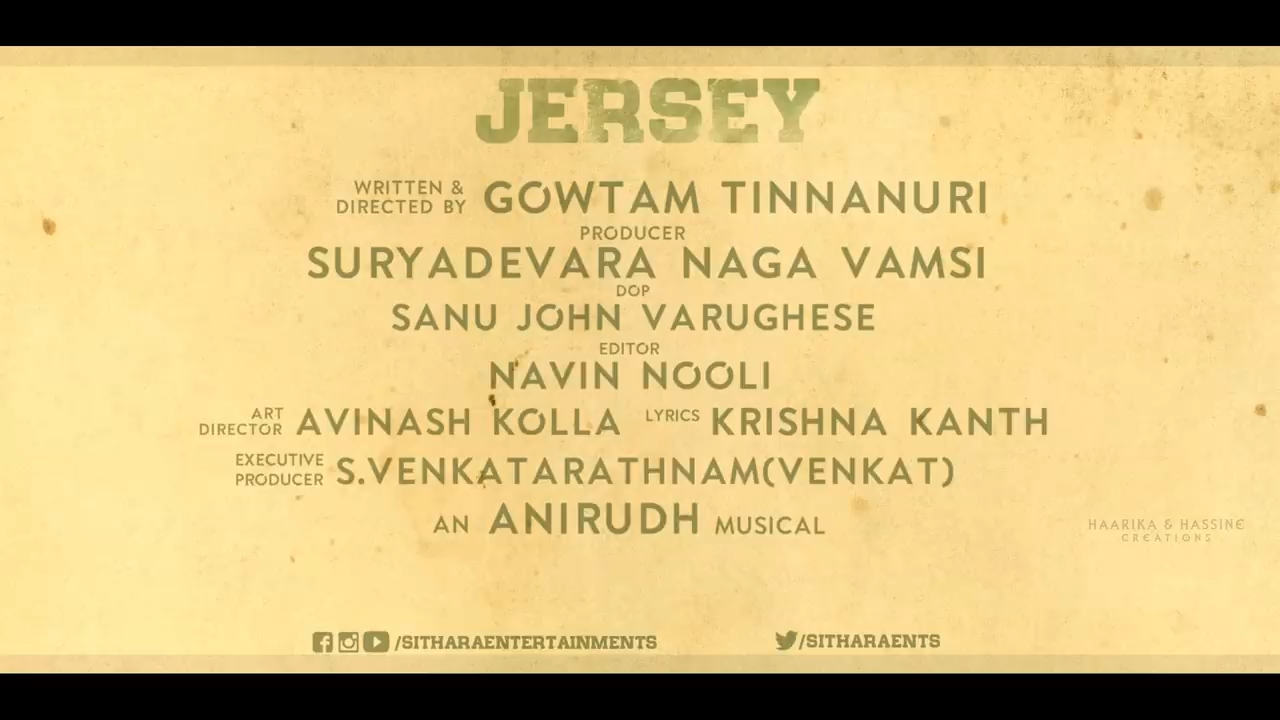 JERSEY
WRITTEN & DIRECTED BY GOWTAM TINNANURI
PRODUCER
SURYADEVARA NAGA VAMSI
DOP
SANU JOHN VARUGHESE
EDITOR
NAVIN NOOLI
ART DIRECTOR AVINASH KOLLA LYRICS KRISHNA KANTH
EXECUTIVE PRODUCER S.VENKATARATHNAM(VENKAT)
AN ANIRUDH MUSICAL
HAARIKA & HASSINE
CREATIONS
/SITHARAENTERTAINMENTS /SITHARAENTS